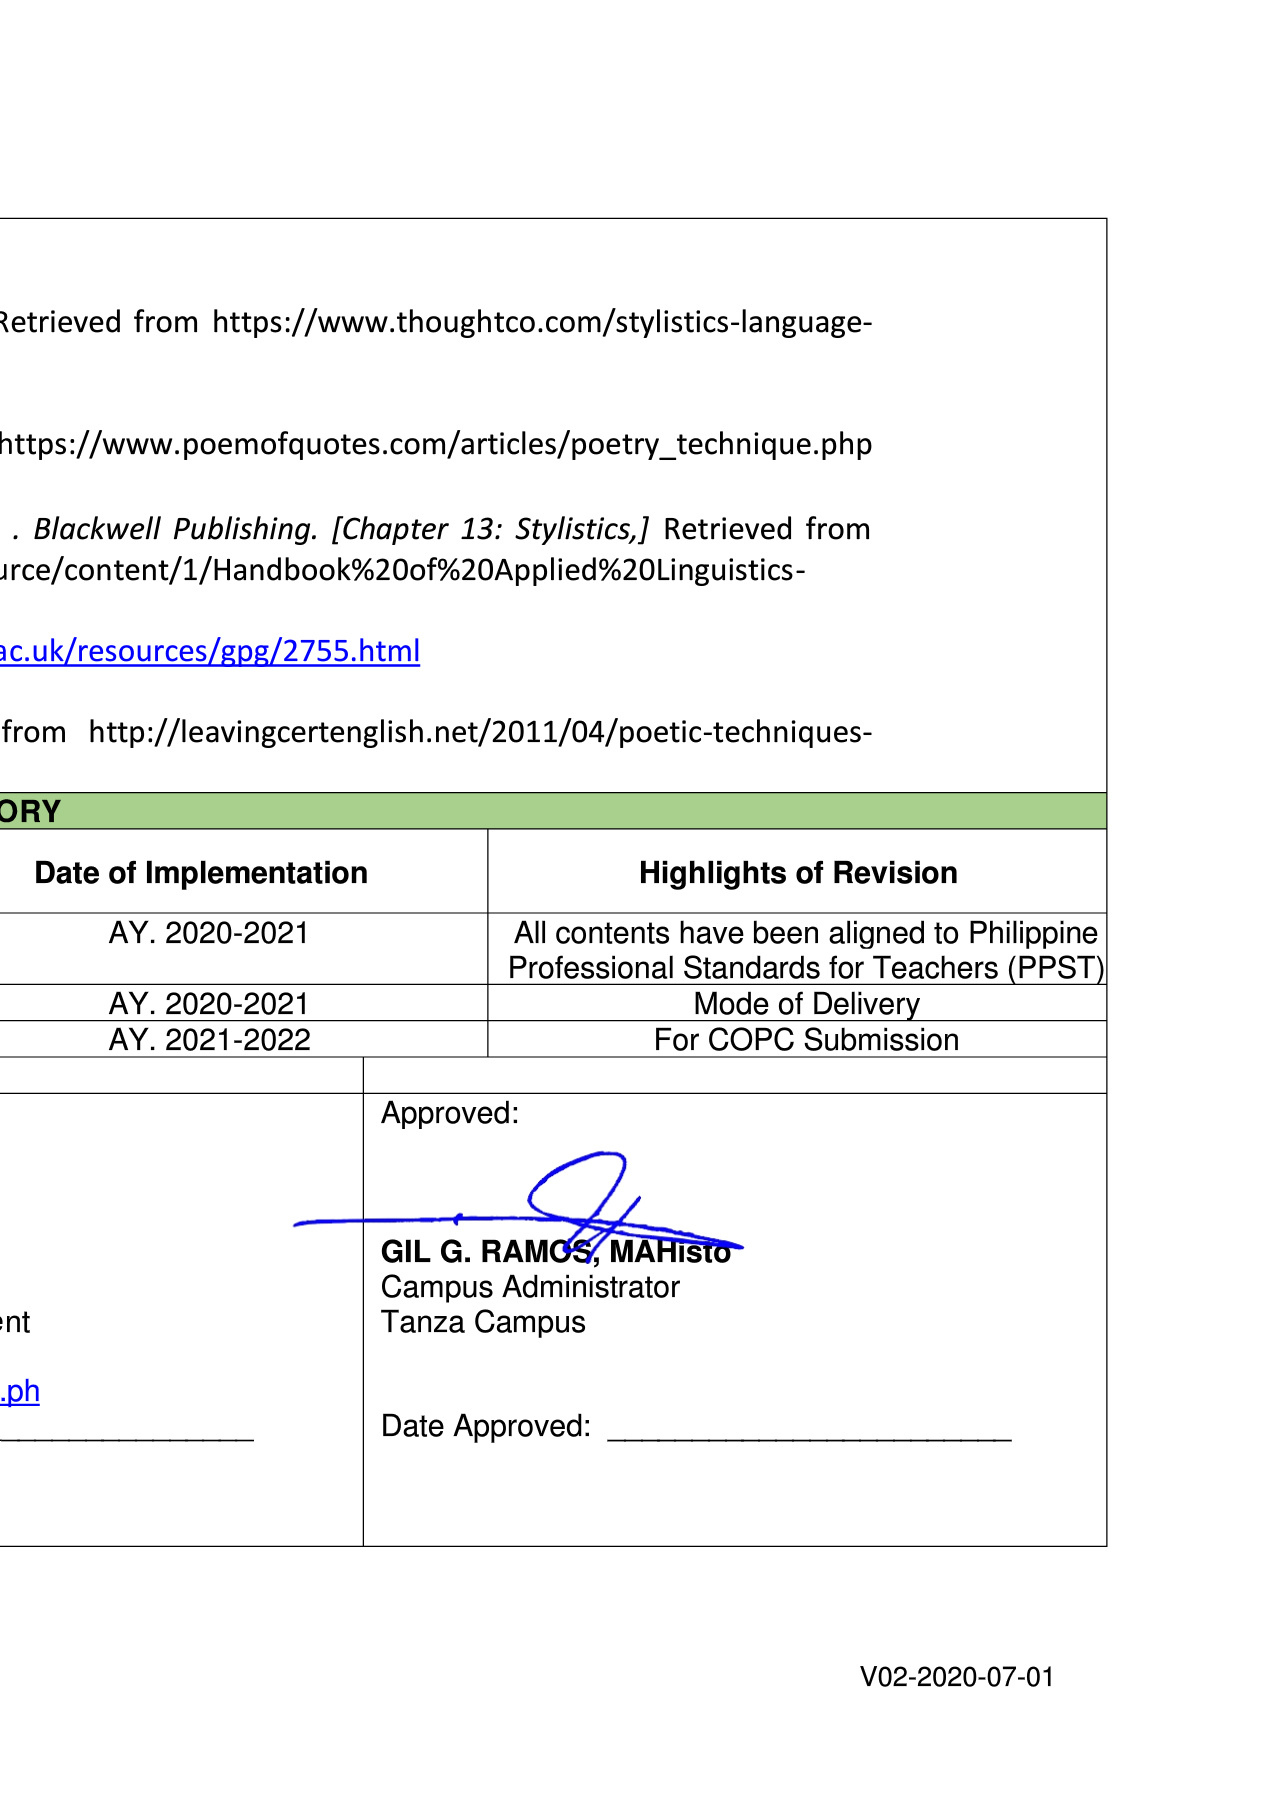 Retrieved from https://www.thoughtco.com/stylistics-language-
https://www.poemofquotes.com/articles/poetry_technique.php
. Blackwell Publishing. [Chapter 13: Stylistics,] Retrieved from
urce/content/1/Handbook%20of%20Applied%20Linguistics-
ac.uk/resources/gpg/2755.html
from http://leavingcertenglish.net/2011/04/poetic-techniques-
ORY
Date of Implementation Highlights of Revision
AY. 2020-2021 All contents have been aligned to Philippine
Professional Standards for Teachers (PPST)
AY. 2020-2021 Mode of Delivery
AY. 2021-2022 For COPC Submission
Approved:
GIL G. RAMOS, MAHisto
Campus Administrator
ent Tanza Campus
.ph
Date Approved:
V02-2020-07-01